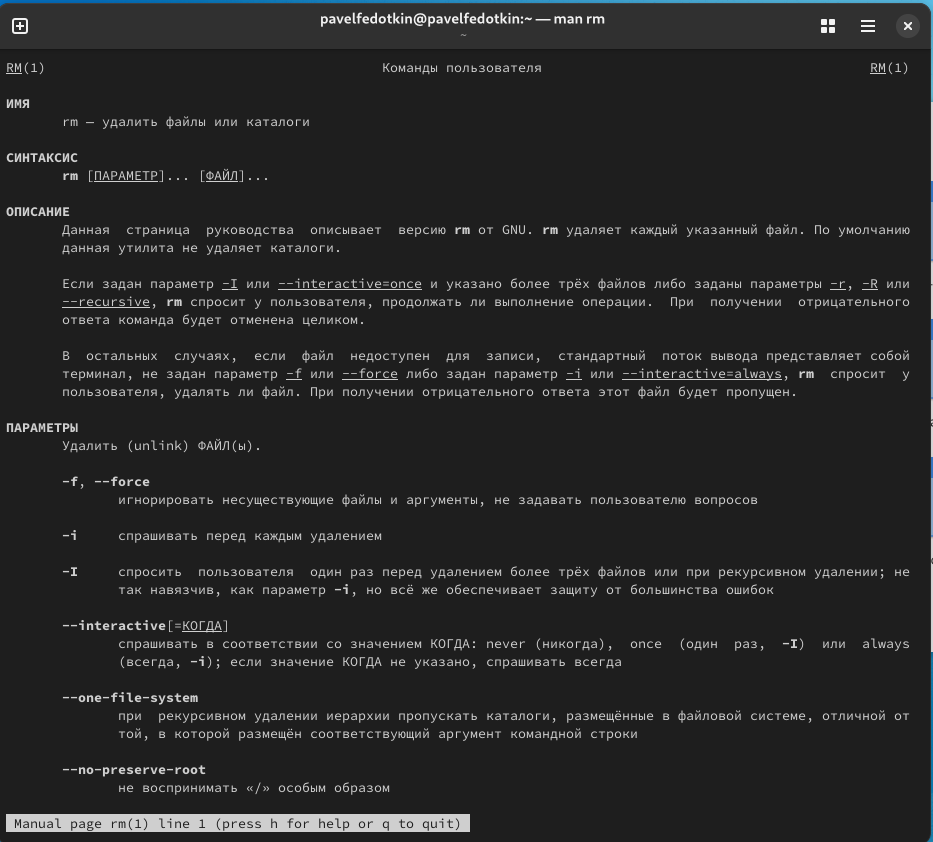 pavelfedotkin@pavelfedotkin:~ — man rm
~
RM(1) Команды пользователя RM(1)
ИМЯ
rm — удалить файлы или каталоги
СИНТАКСИС
rm [ПАРАМЕТР]... [ФАЙЛ]...
ОПИСАНИЕ
Данная страница руководства описывает версию rm от GNU. rm удаляет каждый указанный файл. По умолчанию
данная утилита не удаляет каталоги.
Если задан параметр -I или --interactive=once и указано более трёх файлов либо заданы параметры -r, -R или
--recursive, rm спросит у пользователя, продолжать ли выполнение операции. При получении отрицательного
ответа команда будет отменена целиком.
В остальных случаях, если файл недоступен для записи, стандартный поток вывода представляет собой
терминал, не задан параметр -f или --force либо задан параметр -i или --interactive=always, rm спросит у
пользователя, удалять ли файл. При получении отрицательного ответа этот файл будет пропущен.
ПАРАМЕТРЫ
Удалить (unlink) ФАЙЛ(ы).
-f, --force
игнорировать несуществующие файлы и аргументы, не задавать пользователю вопросов
-i спрашивать перед каждым удалением
-I спросить пользователя один раз перед удалением более трёх файлов или при рекурсивном удалении; не
так навязчив, как параметр -i, но всё же обеспечивает защиту от большинства ошибок
--interactive[=КОГДА]
спрашивать в соответствии со значением КОГДА: never (никогда), once (один раз, -I) или always
(всегда, -i); если значение КОГДА не указано, спрашивать всегда
--one-file-system
при рекурсивном удалении иерархии пропускать каталоги, размещённые в файловой системе, отличной от
той, в которой размещён соответствующий аргумент командной строки
--no-preserve-root
не воспринимать «/» особым образом
Manual page rm(1) line 1 (press h for help or q to quit)